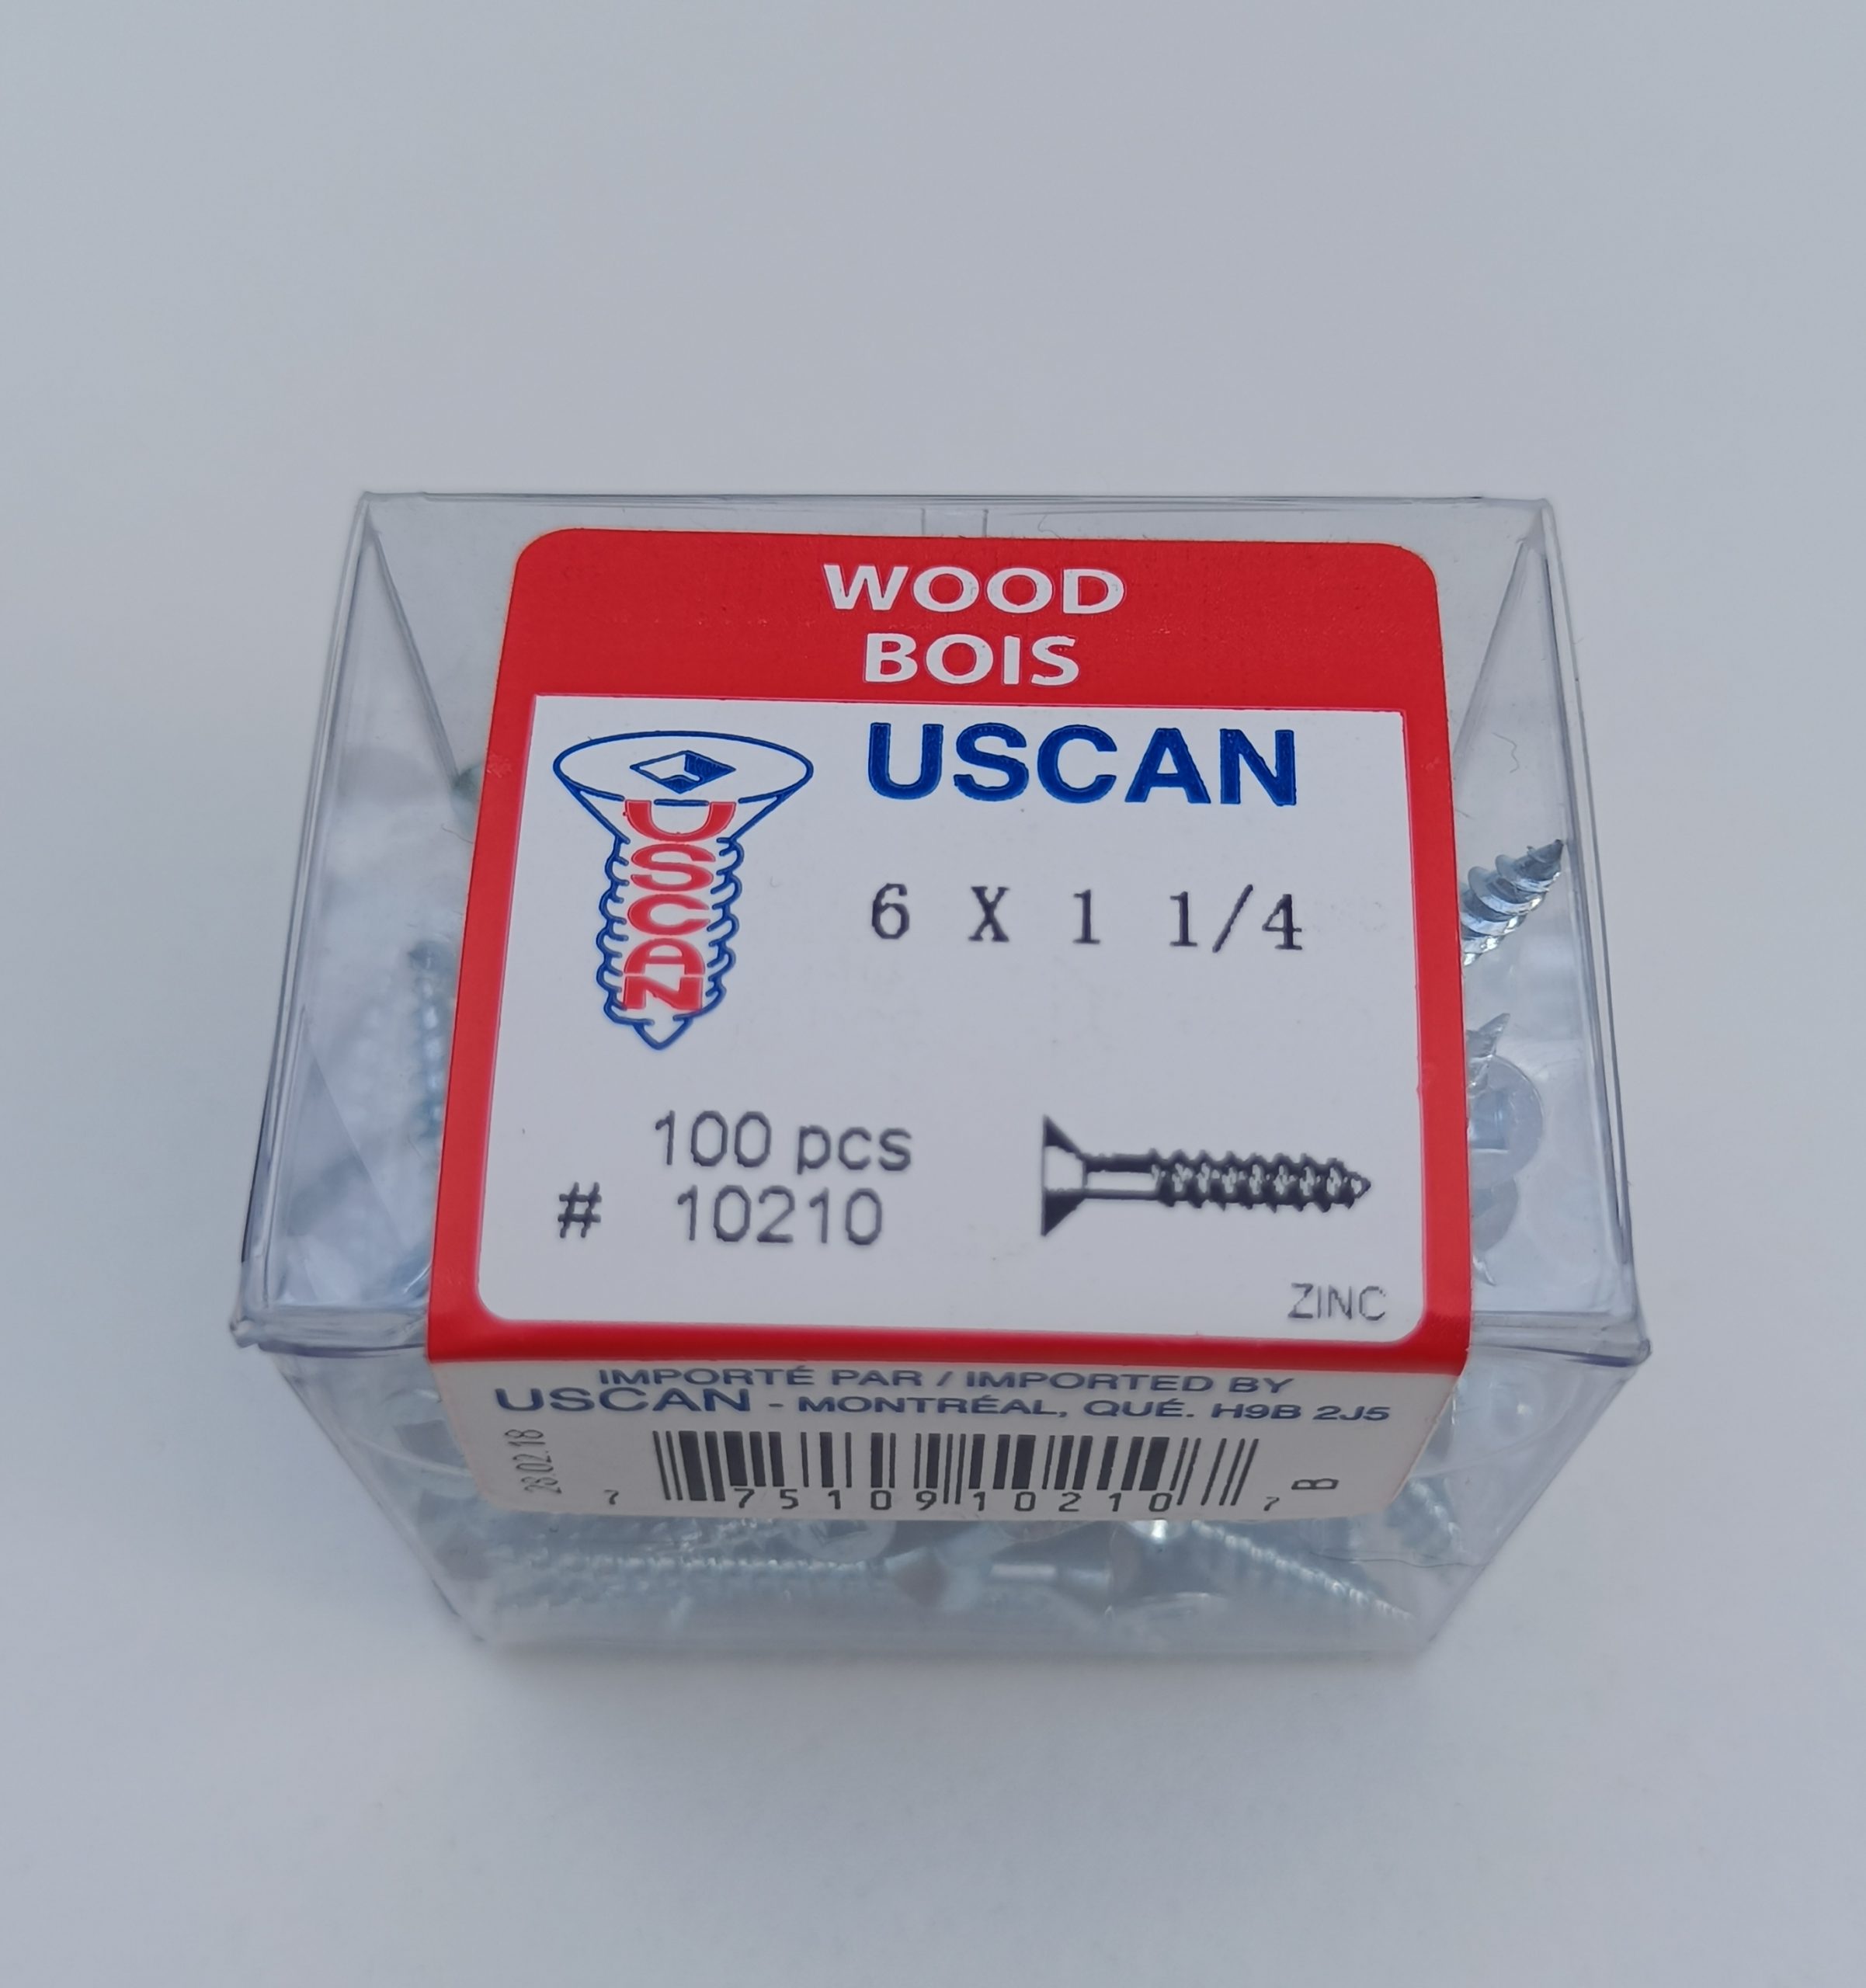 WOOD
BOIS
USCAN
USCAN
6 X 1 1/4
100 pcs
# 10210
ZINC
IMPORTÉ PAR / IMPORTED BY
USCAN - MONTRÉAL, QUÉ. H9B 2J5
28.02.18
7 75109 10210 7
B